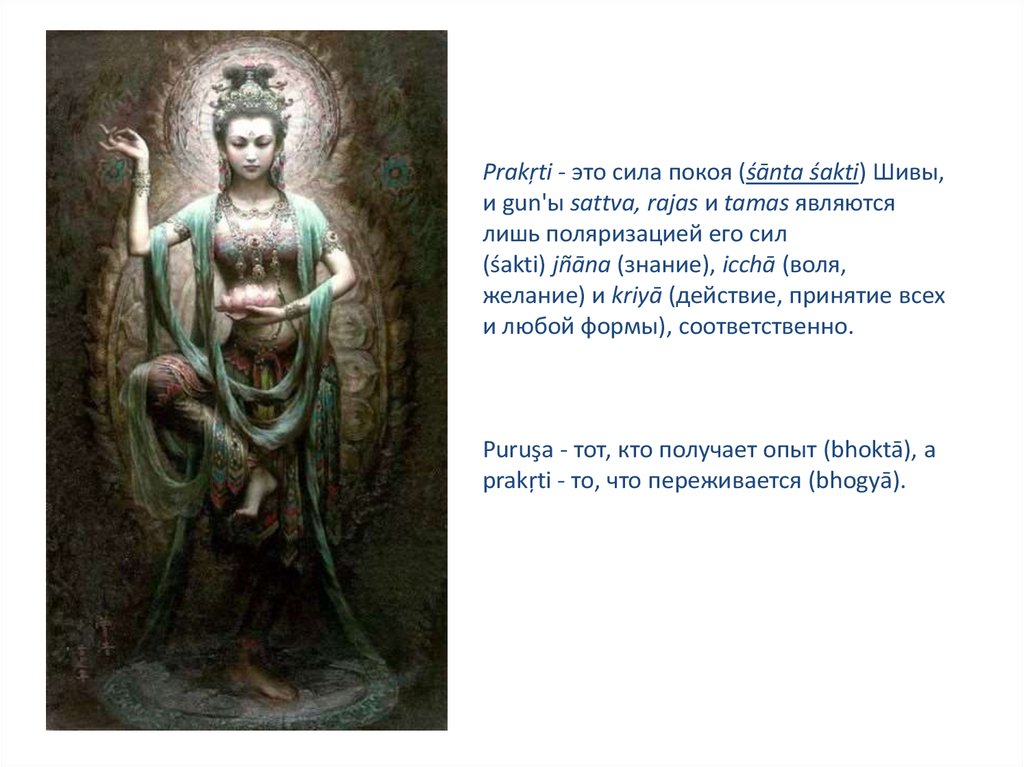 Prakṛti - это сила покоя (śānta śakti) Шивы,
и gun'ы sattva, rajas и tamas являются
лишь поляризацией его сил
(śakti) jñāna (знание), icchā (воля,
желание) и kriyā (действие, принятие всех
и любой формы), соответственно.
Puruşa - тот, кто получает опыт (bhoktā), а
prakṛti - то, что переживается (bhogyā).